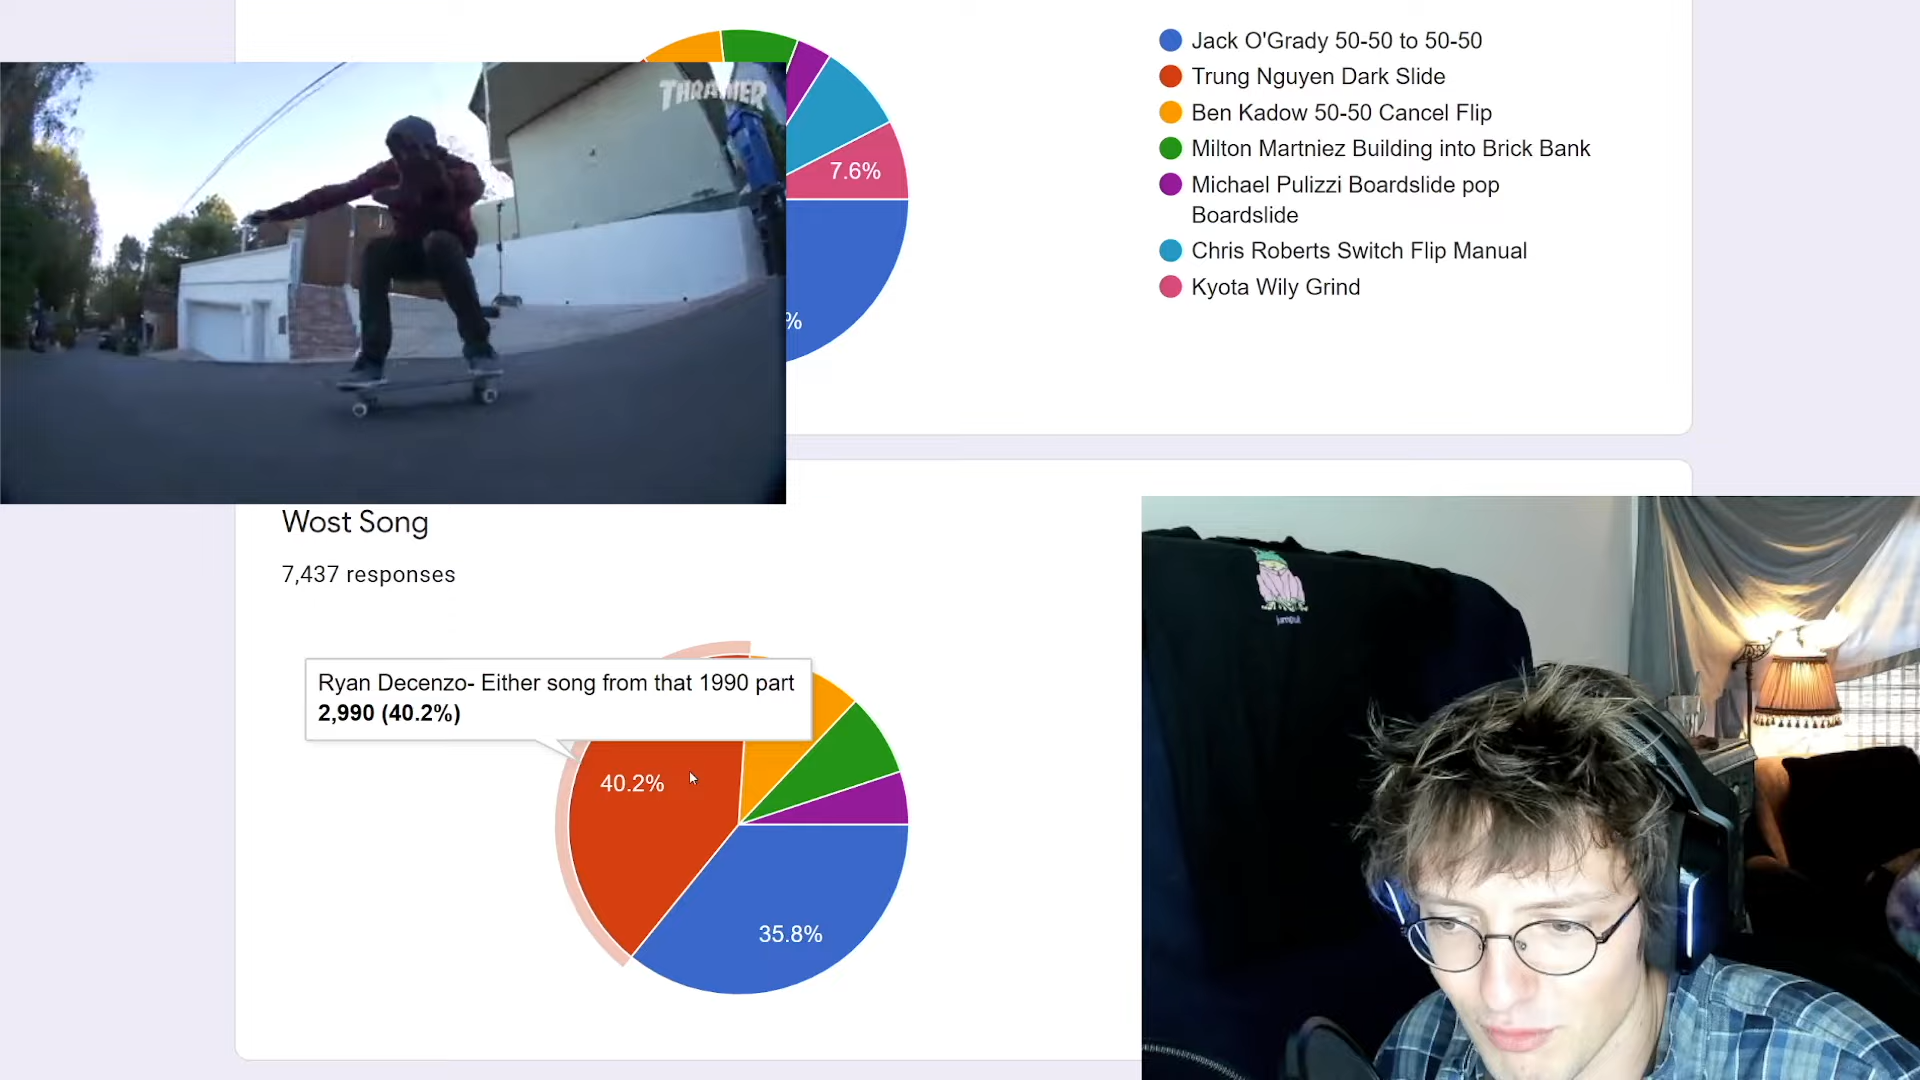 Jack O'Grady 50-50 to 50-50
Trung Nguyen Dark Slide
THRASHER
Ben Kadow 50-50 Cancel Flip
Milton Martniez Building into Brick Bank
7.6%
Michael Pulizzi Boardslide pop
Boardslide
Chris Roberts Switch Flip Manual
Kyota Wily Grind
%
Wost Song
7,437 responses
Ryan Decenzo- Either song from that 1990 part
2,990 (40.2%)
40.2%
35.8%